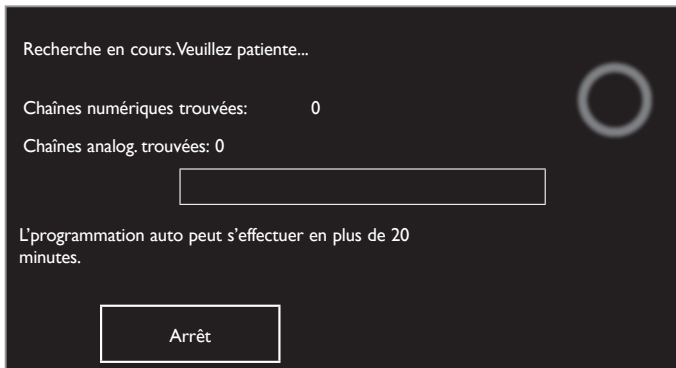 Recherche en cours.Veuillez patiente...
Chaînes numériques trouvées: 0
Chaînes analog. trouvées: 0
L'programmation auto peut s'effectuer en plus de 20
minutes.
Arrêt